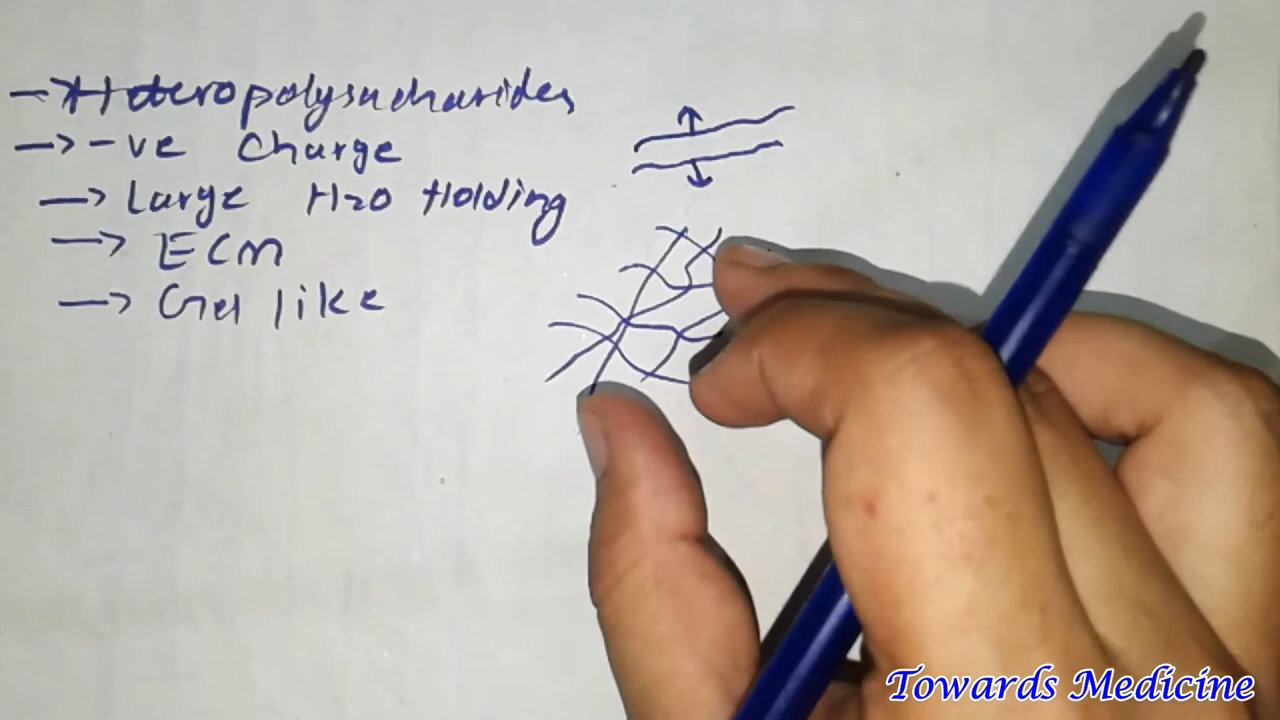 → Heteropolysaccharides
→ -ve charge
→ Large H2O Holding
→ ECM
→ Gel like
Towards Medicine